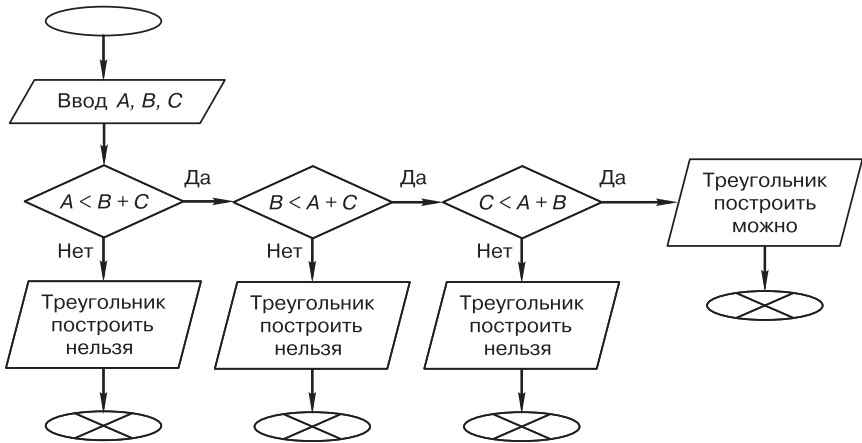 Ввод A, B, C
A < B + C
Да
B < A + C
Да
C < A + B
Да
Треугольник
построить
можно
Нет
Нет
Нет
Треугольник
построить
нельзя
Треугольник
построить
нельзя
Треугольник
построить
нельзя